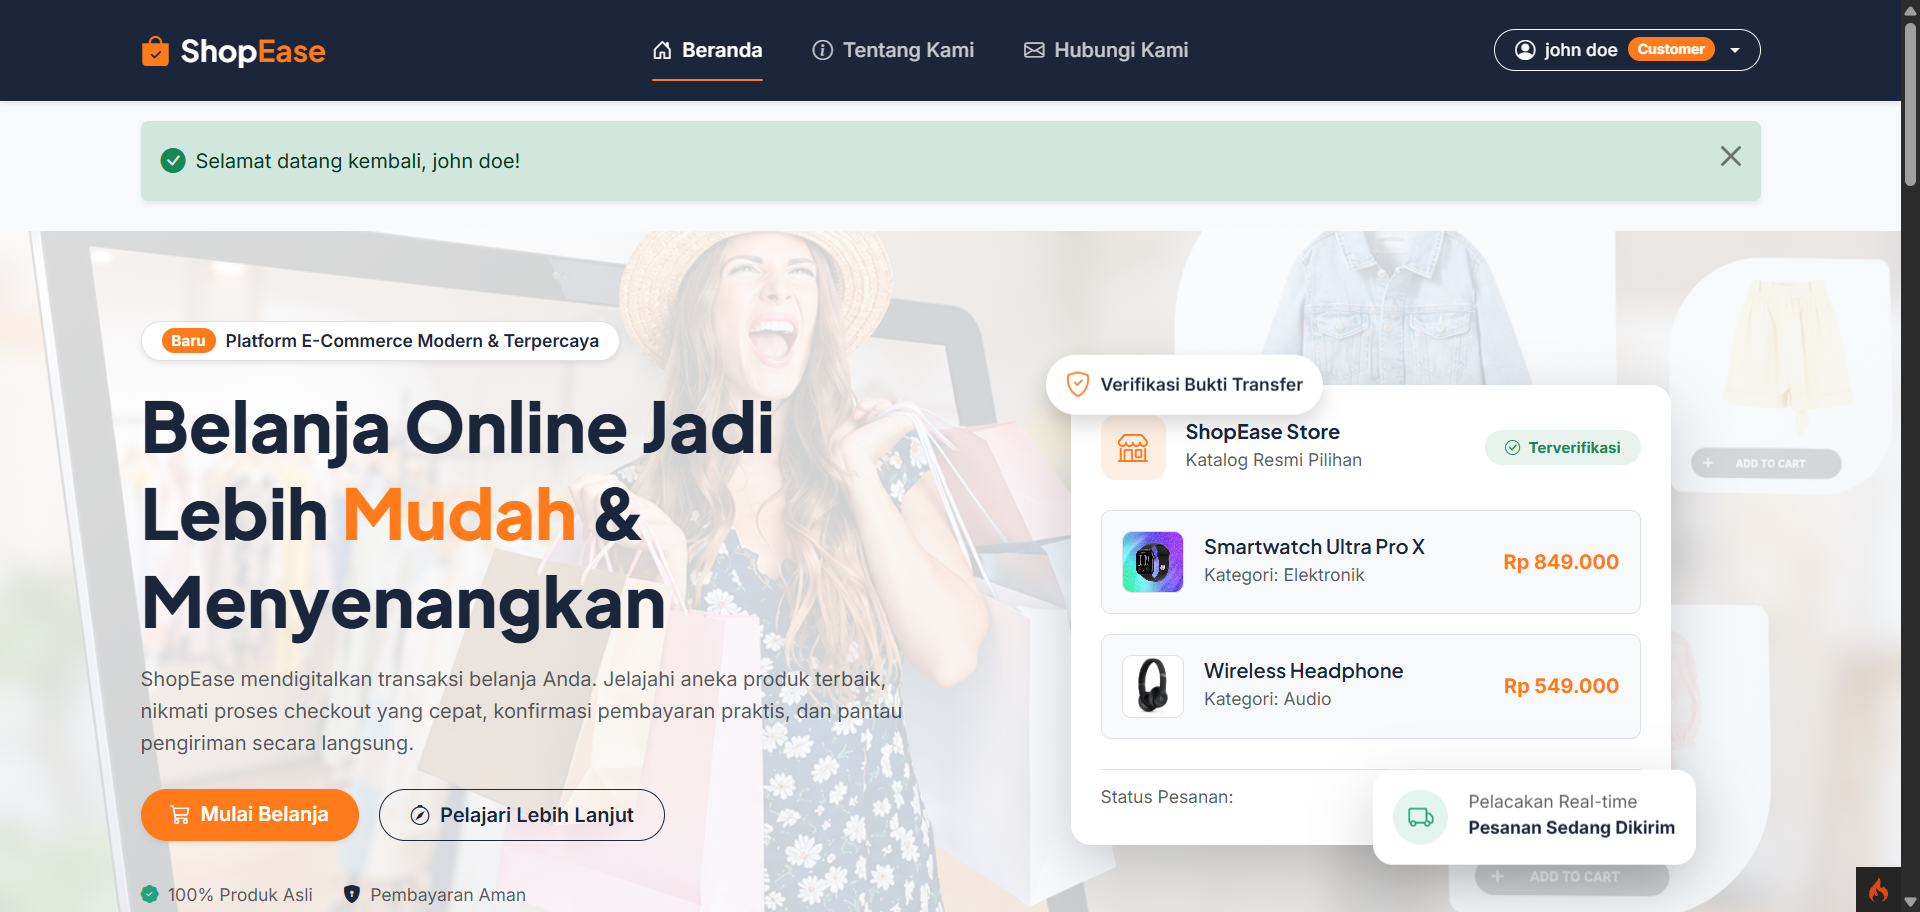 ShopEase
Beranda
Tentang Kami
Hubungi Kami
john doe
Customer
Selamat datang kembali, john doe!
Baru
Platform E-Commerce Modern & Terpercaya
Belanja Online Jadi
Lebih Mudah &
Menyenangkan
ShopEase mendigitalkan transaksi belanja Anda. Jelajahi aneka produk terbaik,
nikmati proses checkout yang cepat, konfirmasi pembayaran praktis, dan pantau
pengiriman secara langsung.
Mulai Belanja
Pelajari Lebih Lanjut
100% Produk Asli
Pembayaran Aman
Verifikasi Bukti Transfer
ShopEase Store
Katalog Resmi Pilihan
Terverifikasi
Smartwatch Ultra Pro X
Kategori: Elektronik
Rp 849.000
Wireless Headphone
Kategori: Audio
Rp 549.000
Status Pesanan:
Pelacakan Real-time
Pesanan Sedang Dikirim
+ ADD TO CART
+ ADD TO CART